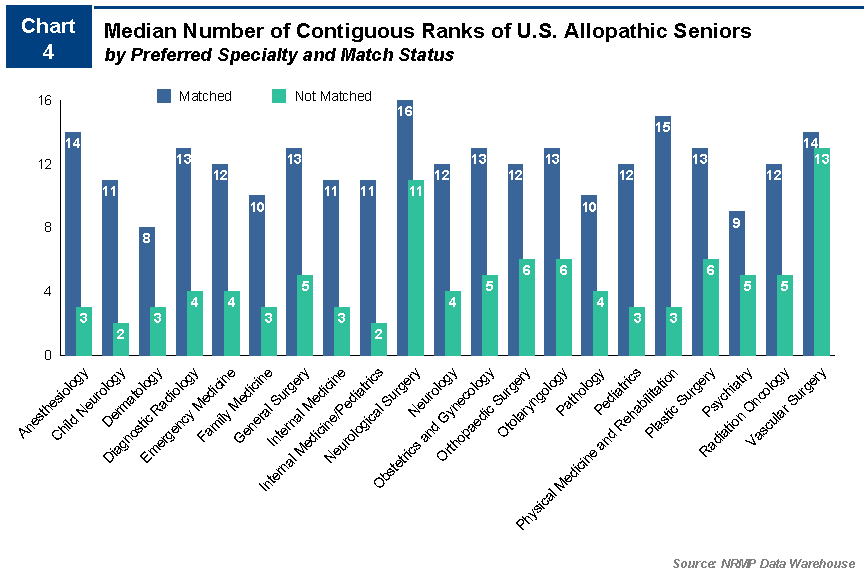 Chart
4
Median Number of Contiguous Ranks of U.S. Allopathic Seniors
by Preferred Specialty and Match Status
Matched
Not Matched
16
12
8
4
0
14
3
11
2
8
3
13
4
12
4
10
3
13
5
11
3
11
2
16
11
12
4
13
5
12
6
13
6
10
4
12
3
15
3
13
6
9
5
12
5
14
13
Anesthesiology
Child Neurology
Dermatology
Diagnostic Radiology
Emergency Medicine
Family Medicine
General Surgery
Internal Medicine
Internal Medicine/Pediatrics
Neurological Surgery
Neurology
Obstetrics and Gynecology
Orthopaedic Surgery
Otolaryngology
Pathology
Pediatrics
Physical Medicine and Rehabilitation
Plastic Surgery
Psychiatry
Radiation Oncology
Vascular Surgery
Source: NRMP Data Warehouse